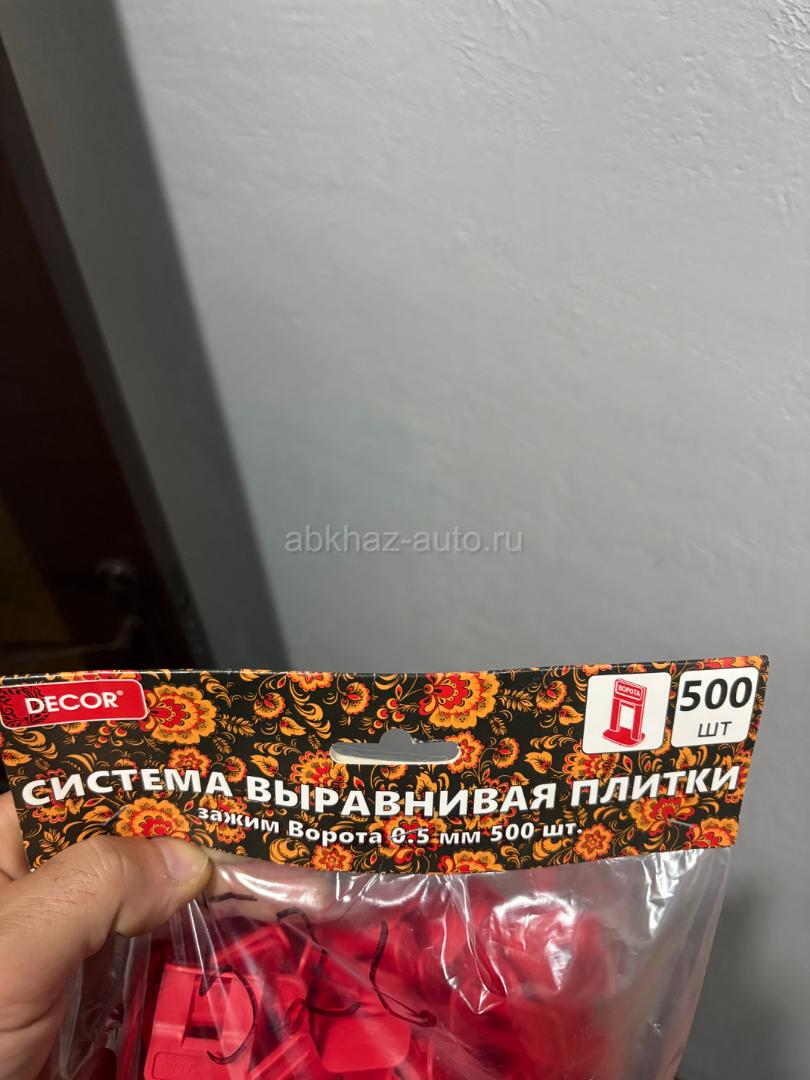 abkhaz-auto.ru
DECOR®
ВОРОТА
500
ШТ
СИСТЕМА ВЫРАВНИВАЯ ПЛИТКИ
зажим Ворота 0.5 мм 500 шт.